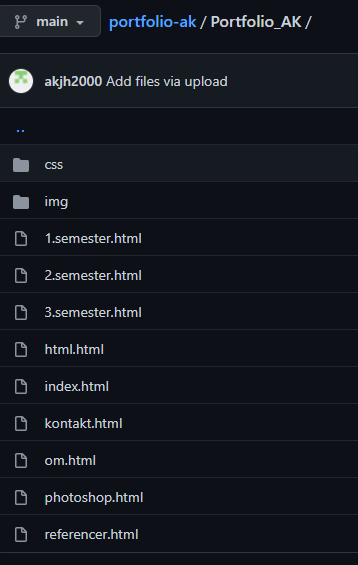 main portfolio-ak / Portfolio_AK /
akjh2000 Add files via upload
..
css
img
1.semester.html
2.semester.html
3.semester.html
html.html
index.html
kontakt.html
om.html
photoshop.html
referencer.html